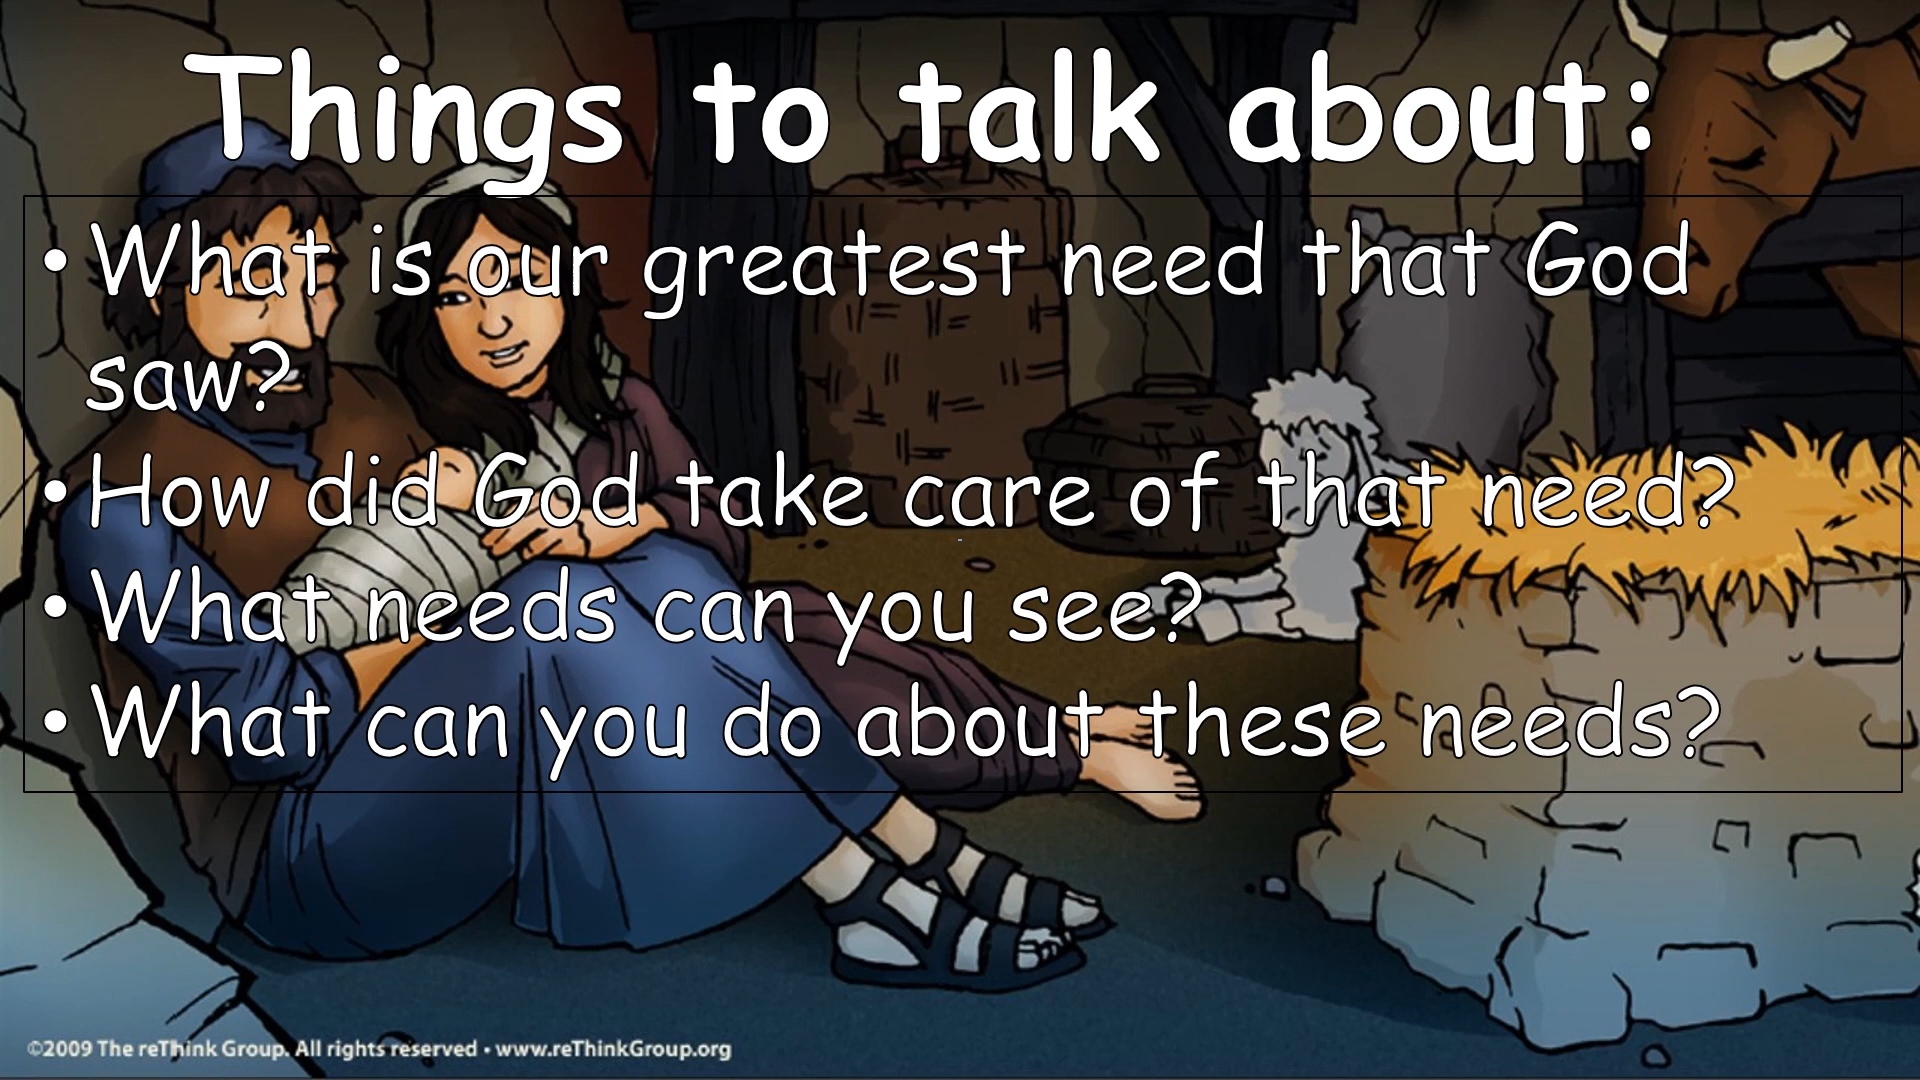 Things to talk about:
• What is our greatest need that God
saw?
• How did God take care of that need?
• What needs can you see?
• What can you do about these needs?
©2009 The reThink Group. All rights reserved • www.reThinkGroup.org